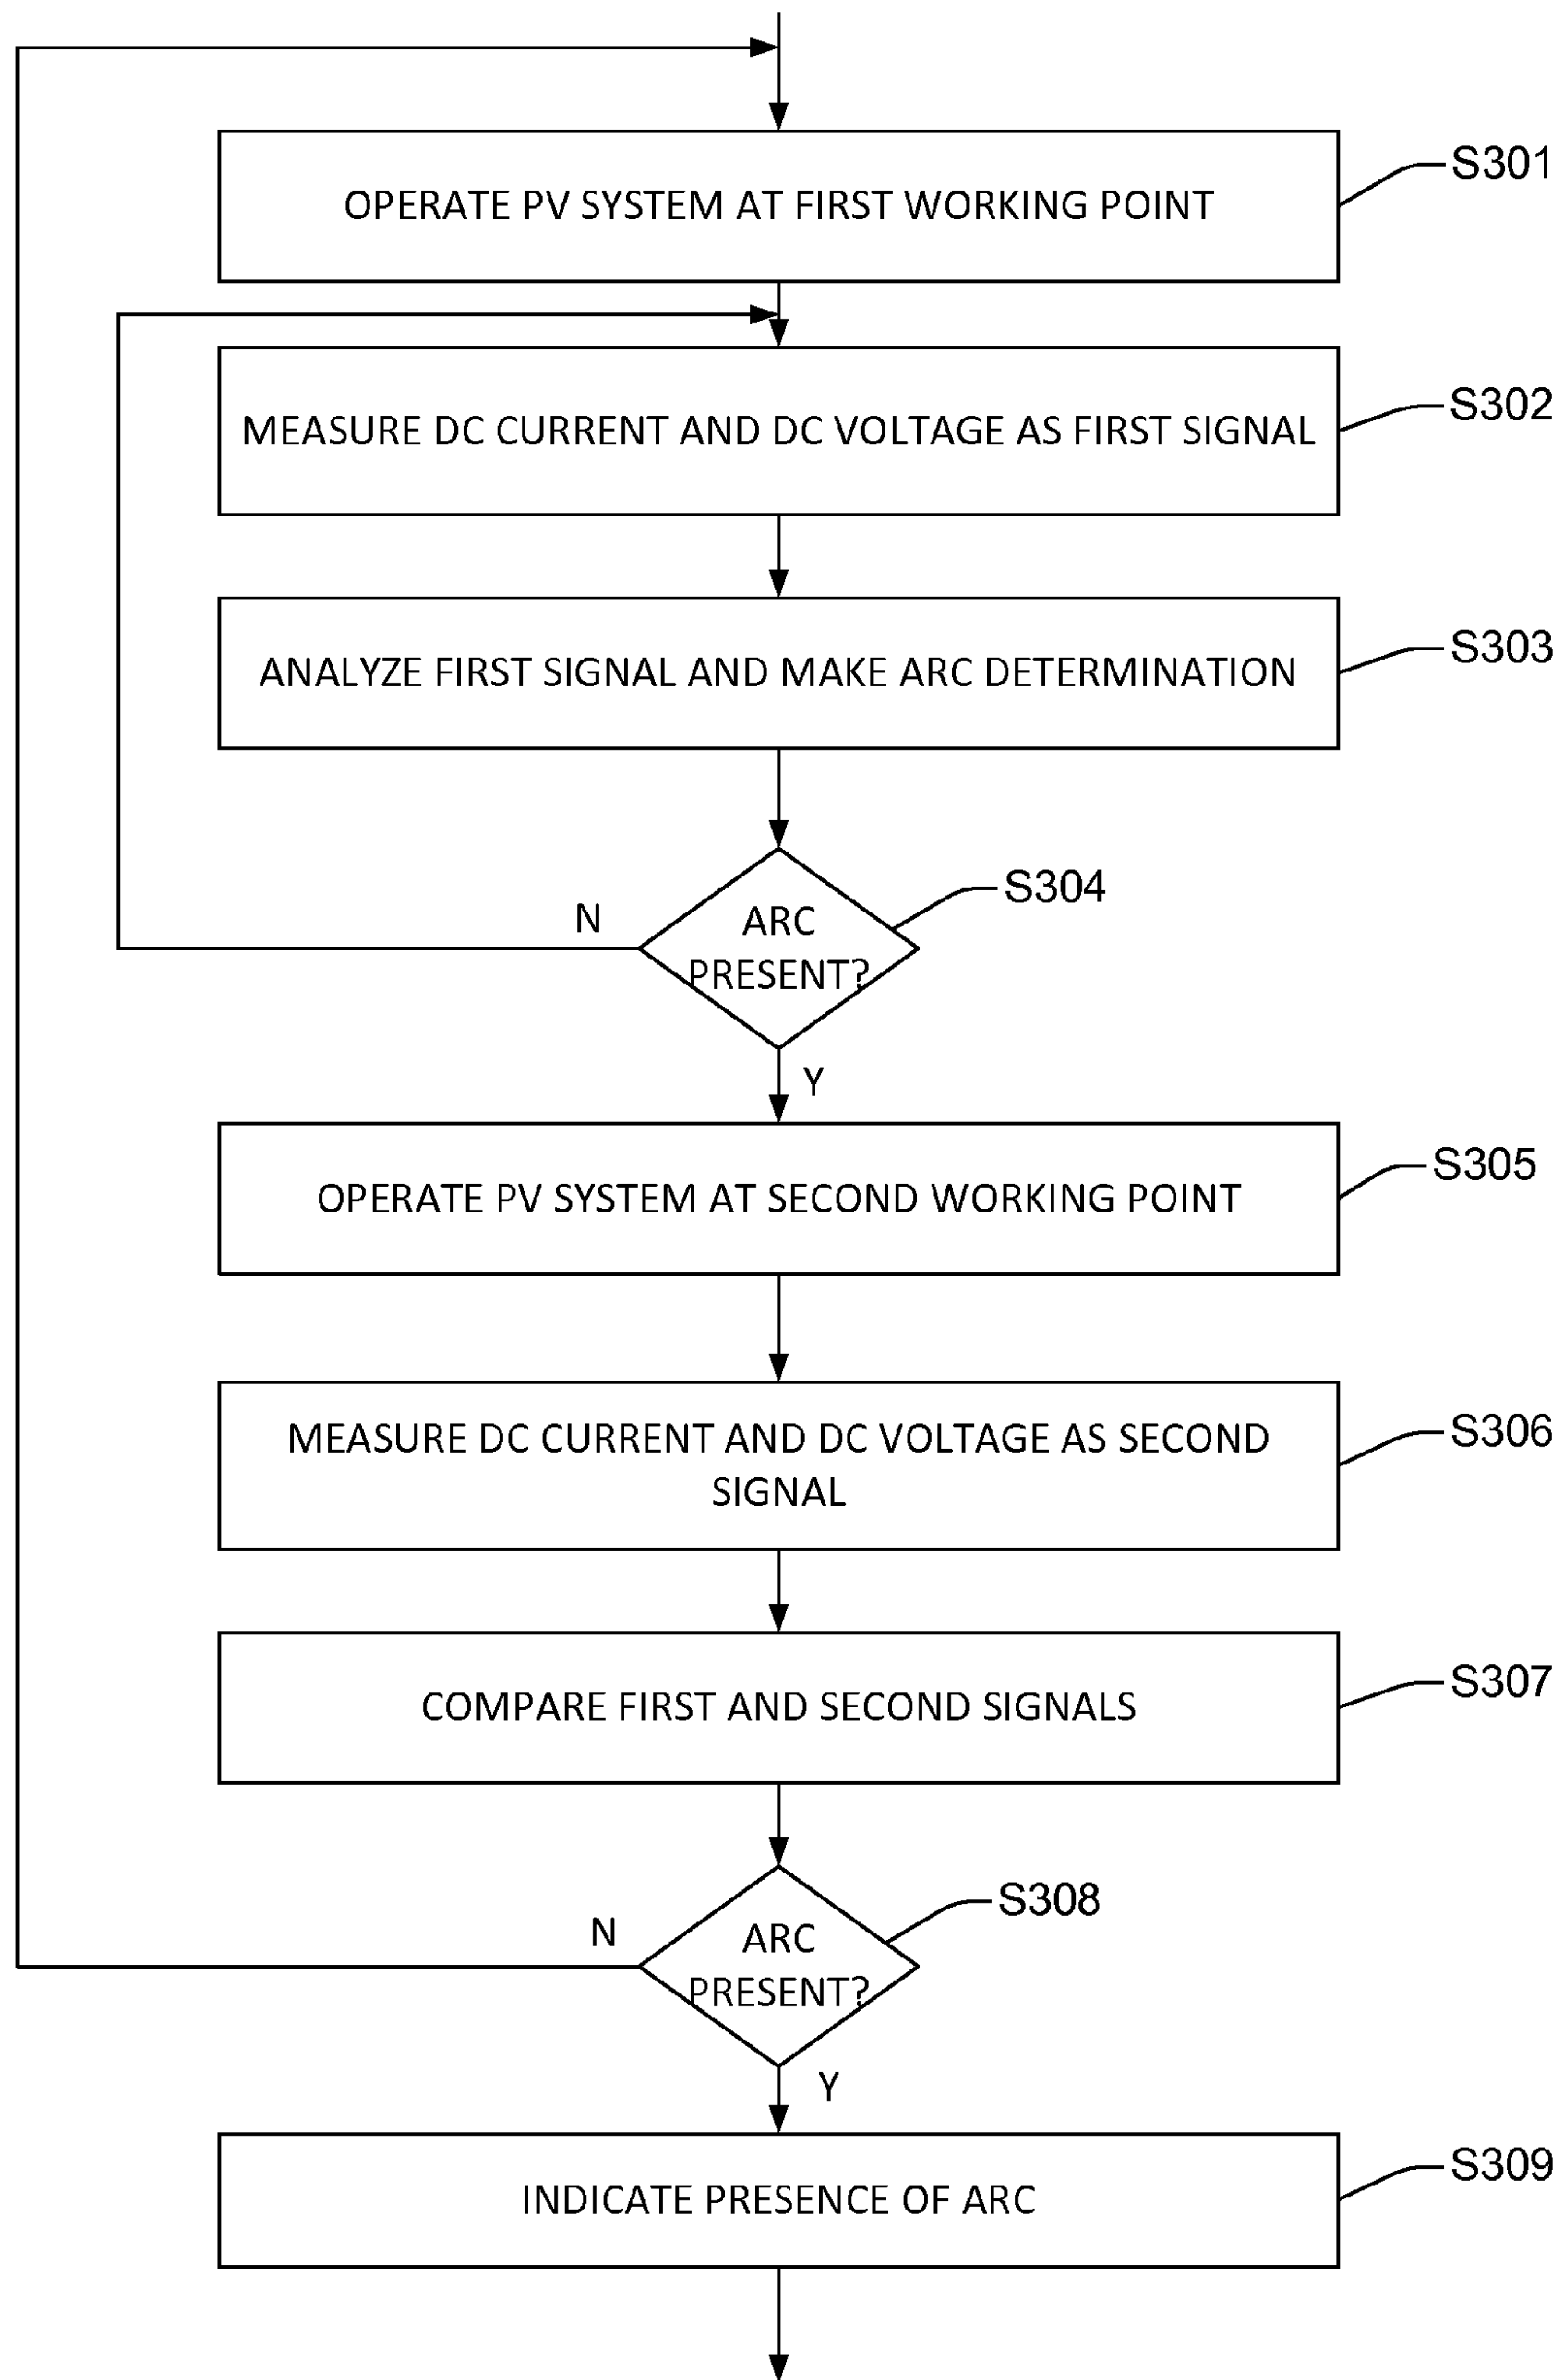 OPERATE PV SYSTEM AT FIRST WORKING POINT
S301
MEASURE DC CURRENT AND DC VOLTAGE AS FIRST SIGNAL
S302
ANALYZE FIRST SIGNAL AND MAKE ARC DETERMINATION
S303
ARC
PRESENT?
S304
N
Y
OPERATE PV SYSTEM AT SECOND WORKING POINT
S305
MEASURE DC CURRENT AND DC VOLTAGE AS SECOND
SIGNAL
S306
COMPARE FIRST AND SECOND SIGNALS
S307
ARC
PRESENT?
S308
N
Y
INDICATE PRESENCE OF ARC
S309